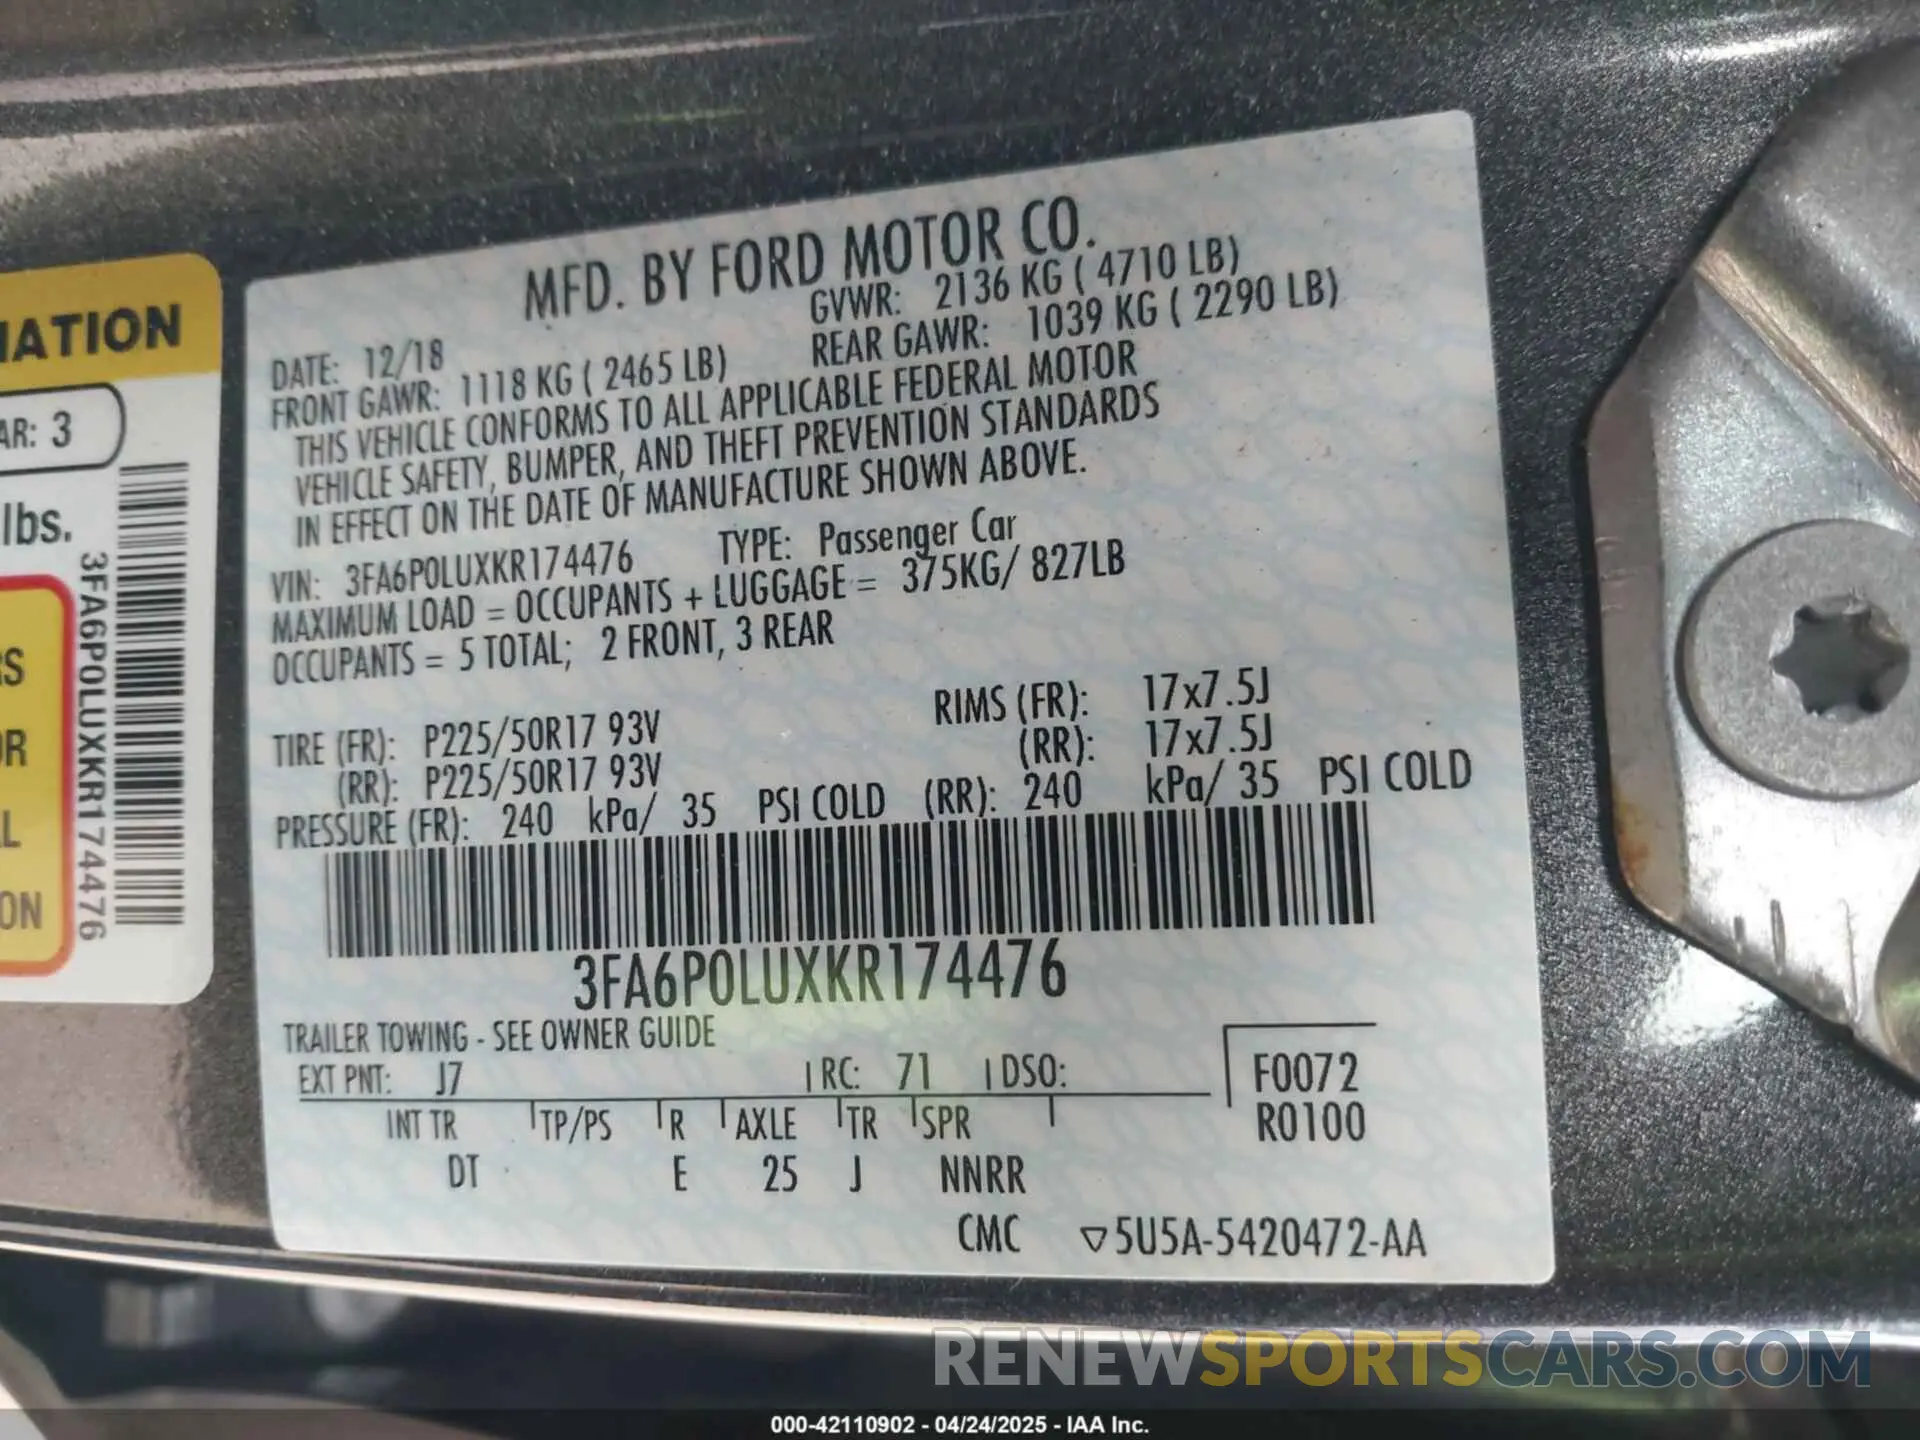 MFD. BY FORD MOTOR CO.
DATE: 12/18 GVWR: 2136 KG ( 4710 LB)
FRONT GAWR: 1118 KG ( 2465 LB) REAR GAWR: 1039 KG ( 2290 LB)
THIS VEHICLE CONFORMS TO ALL APPLICABLE FEDERAL MOTOR
VEHICLE SAFETY, BUMPER, AND THEFT PREVENTION STANDARDS
IN EFFECT ON THE DATE OF MANUFACTURE SHOWN ABOVE.
VIN: 3FA6P0LUXKR174476 TYPE: Passenger Car
MAXIMUM LOAD = OCCUPANTS + LUGGAGE = 375KG/ 827LB
OCCUPANTS = 5 TOTAL; 2 FRONT, 3 REAR
TIRE (FR): P225/50R17 93V RIMS (FR): 17x7.5J
(RR): P225/50R17 93V (RR): 17x7.5J
PRESSURE (FR): 240 kPa/ 35 PSI COLD (RR): 240 kPa/ 35 PSI COLD
3FA6P0LUXKR174476
TRAILER TOWING - SEE OWNER GUIDE
EXT PNT: J7 RC: 71 DSO:
F0072
INT TR TP/PS R AXLE TR SPR
R0100
DT E 25 J NNRR
CMC ▽5U5A-5420472-AA
MATION
AR: 3
lbs.
3FA6P0LUXKR174476
RS
OR
LL
ON
RENEWSPORTSCARS.COM
000-42110902 - 04/24/2025 - IAA Inc.